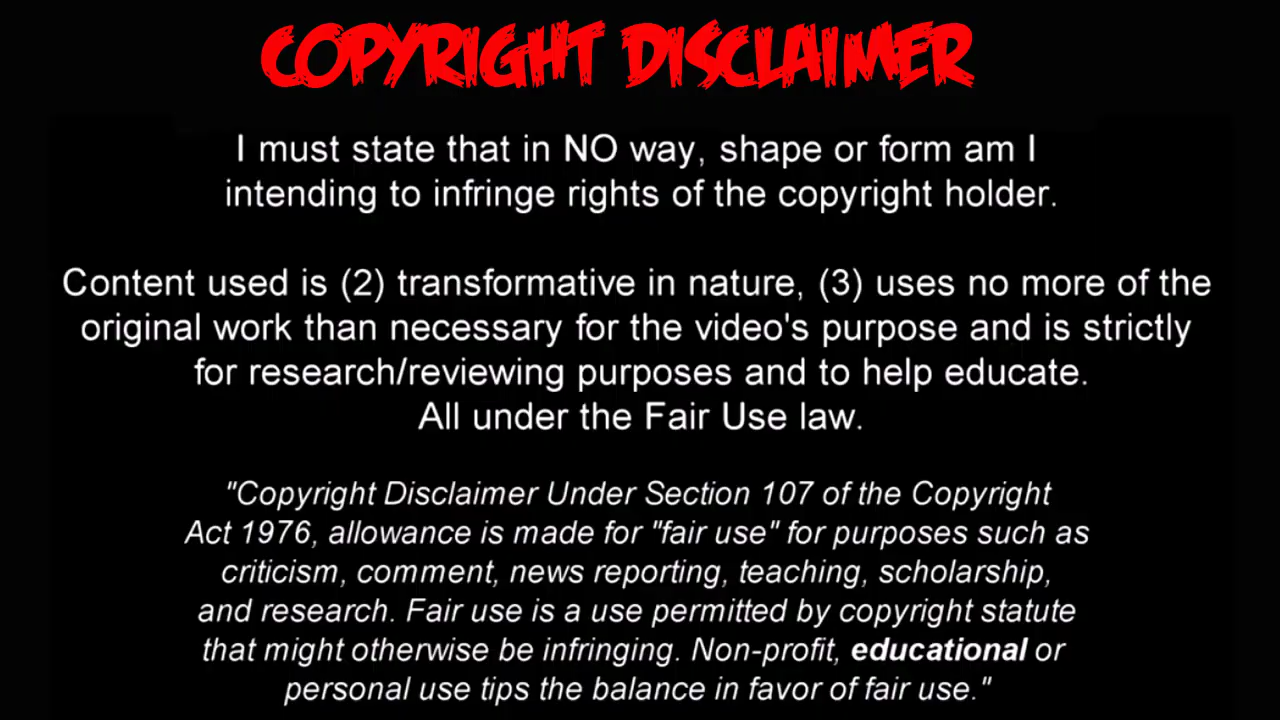 COPYRIGHT DISCLAIMER
I must state that in NO way, shape or form am I
intending to infringe rights of the copyright holder.
Content used is (2) transformative in nature, (3) uses no more of the
original work than necessary for the video's purpose and is strictly
for research/reviewing purposes and to help educate.
All under the Fair Use law.
"Copyright Disclaimer Under Section 107 of the Copyright
Act 1976, allowance is made for "fair use" for purposes such as
criticism, comment, news reporting, teaching, scholarship,
and research. Fair use is a use permitted by copyright statute
that might otherwise be infringing. Non-profit, educational or
personal use tips the balance in favor of fair use."